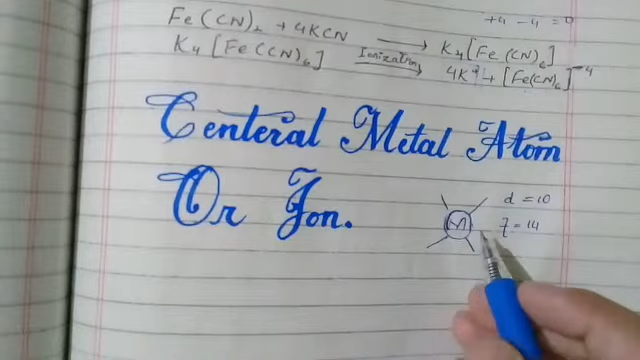 +4 - 4 = 0
Fe(CN)₂ + 4KCN → K₄[Fe(CN)₆]
K₄[Fe(CN)₆] Ionization → 4K⁺ + [Fe(CN)₆]⁻⁴
Centeral Metal Atom
Or Ion.
d = 10
M
f = 14